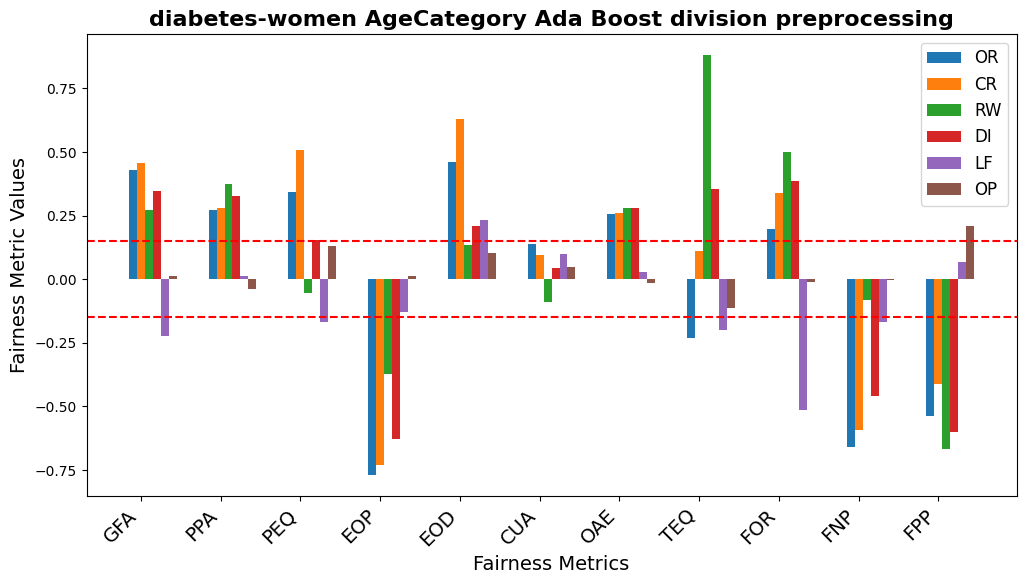 diabetes-women AgeCategory Ada Boost division preprocessing
OR
CR
RW
DI
LF
OP
Fairness Metric Values
0.75
0.50
0.25
0.00
−0.25
−0.50
−0.75
GFA
PPA
PEQ
EOP
EOD
CUA
OAE
TEQ
FOR
FNP
FPP
Fairness Metrics